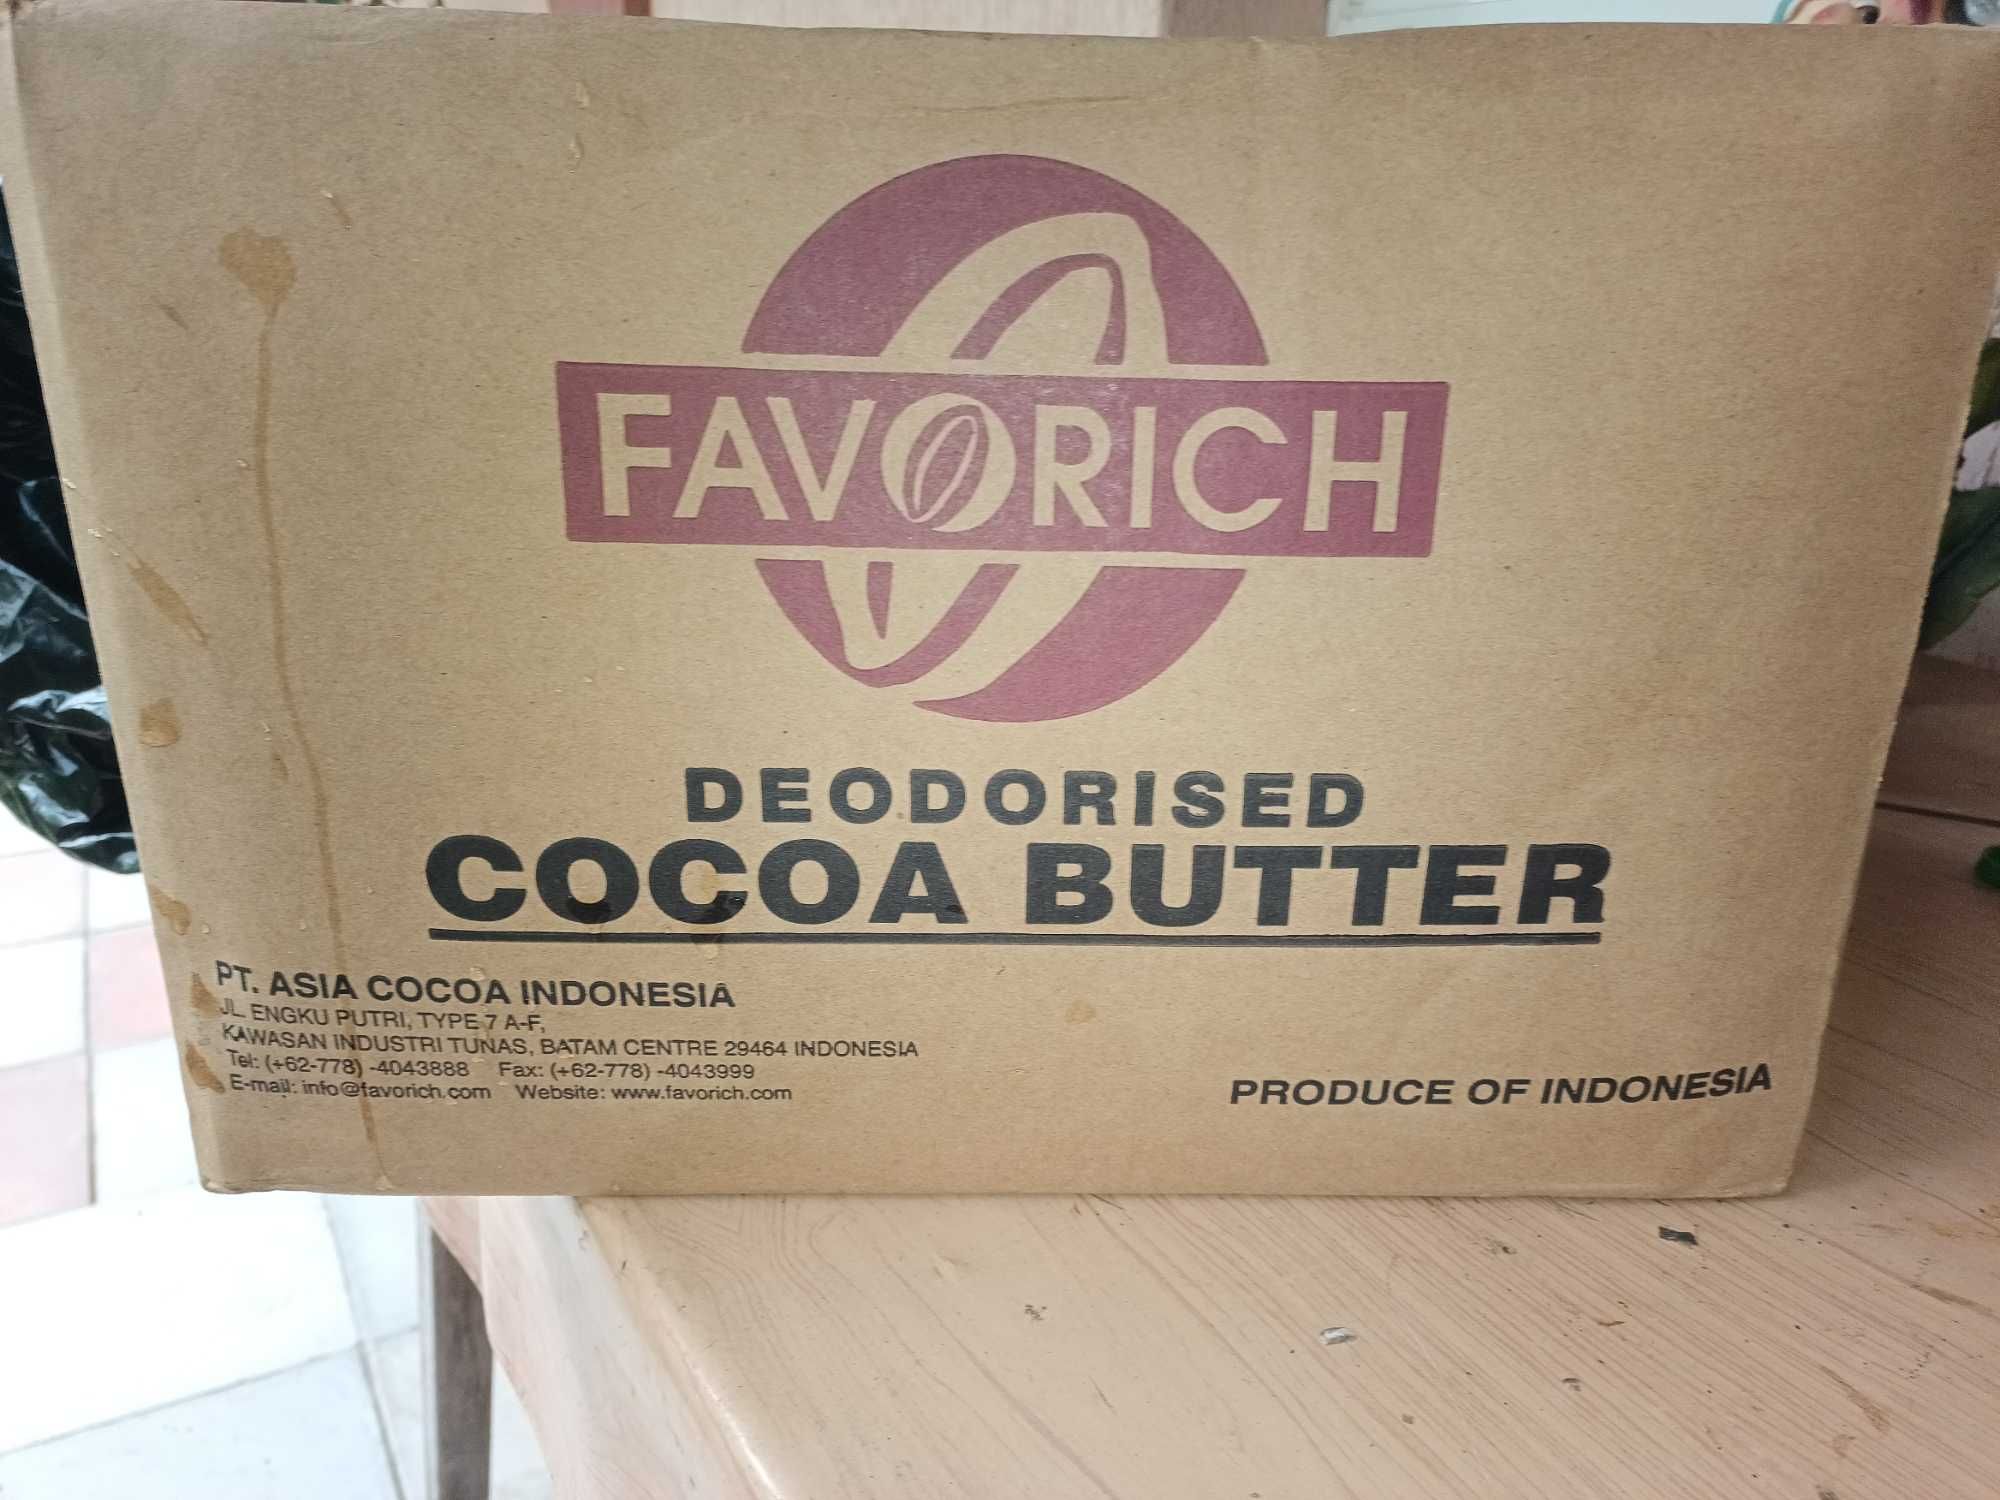 FAVORICH
DEODORISED
COCOA BUTTER
PT. ASIA COCOA INDONESIA
JL. ENGKU PUTRI, TYPE 7 A-F,
KAWASAN INDUSTRI TUNAS, BATAM CENTRE 29464 INDONESIA
Tel: (+62-778) -4043888 Fax: (+62-778) -4043999
E-mail: info@favorich.com Website: www.favorich.com
PRODUCE OF INDONESIA